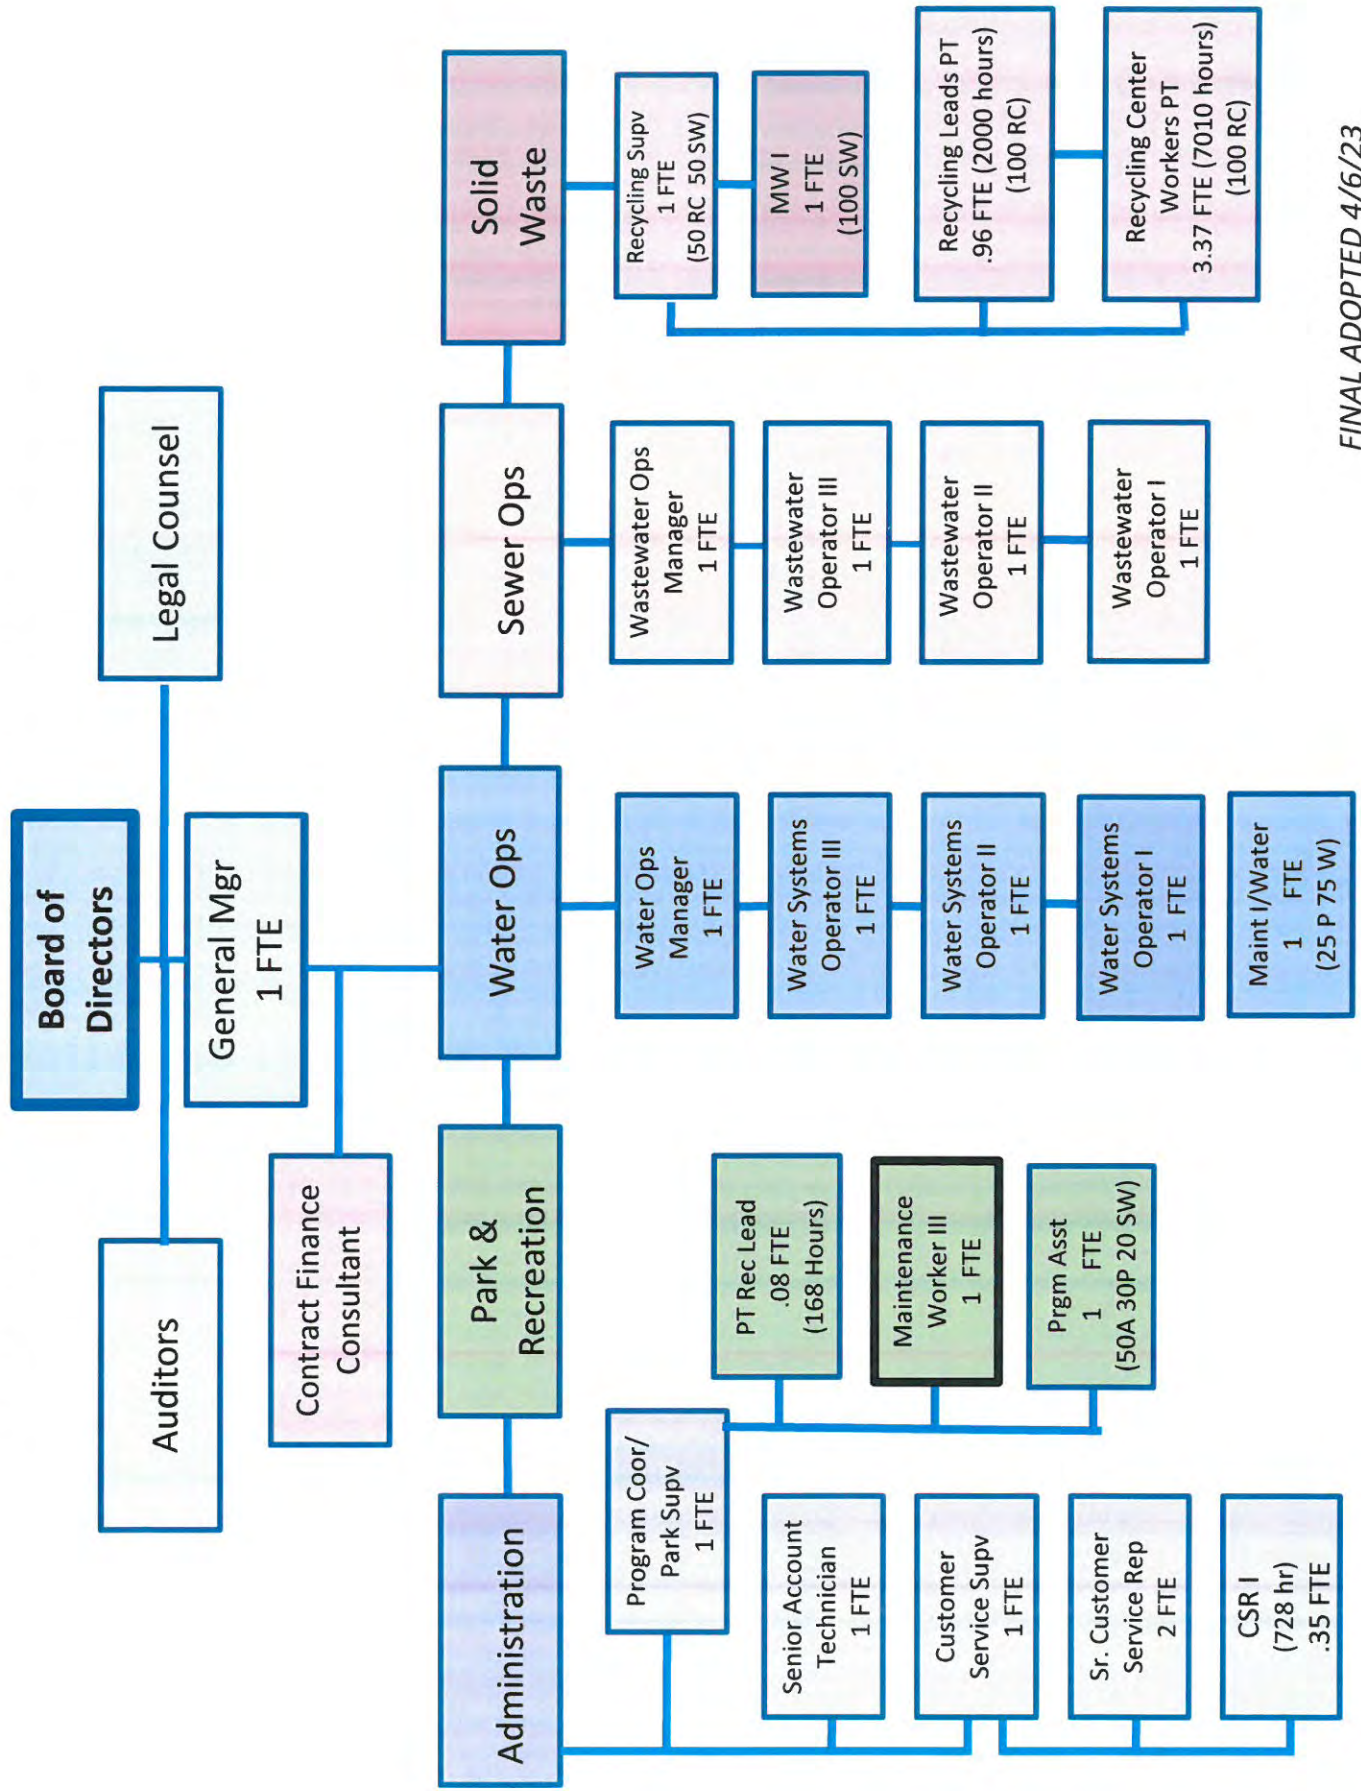 Board of
Directors
Auditors
Legal Counsel
General Mgr
1 FTE
Contract Finance
Consultant
Administration
Park &
Recreation
Water Ops
Sewer Ops
Solid
Waste
Program Coor/
Park Supv
1 FTE
Senior Account
Technician
1 FTE
Customer
Service Supv
1 FTE
Sr. Customer
Service Rep
2 FTE
CSR I
(728 hr)
.35 FTE
PT Rec Lead
.08 FTE
(168 Hours)
Maintenance
Worker III
1 FTE
Prgm Asst
1 FTE
(50A 30P 20 SW)
Water Ops
Manager
1 FTE
Water Systems
Operator III
1 FTE
Water Systems
Operator II
1 FTE
Water Systems
Operator I
1 FTE
Maint I/Water
1 FTE
(25 P 75 W)
Wastewater Ops
Manager
1 FTE
Wastewater
Operator III
1 FTE
Wastewater
Operator II
1 FTE
Wastewater
Operator I
1 FTE
Recycling Supv
1 FTE
(50 RC 50 SW)
MW I
1 FTE
(100 SW)
Recycling Leads PT
.96 FTE (2000 hours)
(100 RC)
Recycling Center
Workers PT
3.37 FTE (7010 hours)
(100 RC)
FINAL ADOPTED 4/6/23